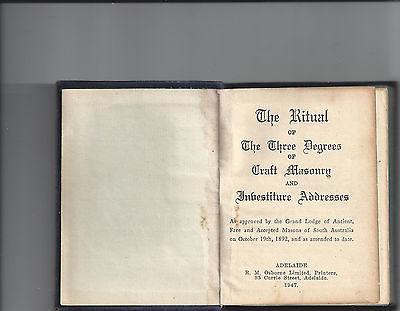 The Ritual
OF
The Three Degrees
OF
Craft Masonry
AND
Investiture Addresses
As approved by the Grand Lodge of Ancient,
Free and Accepted Masons of South Australia
on October 19th, 1892, and as amended to date.
ADELAIDE
R. M. Osborne Limited, Printers,
33 Currie Street, Adelaide.
1947.